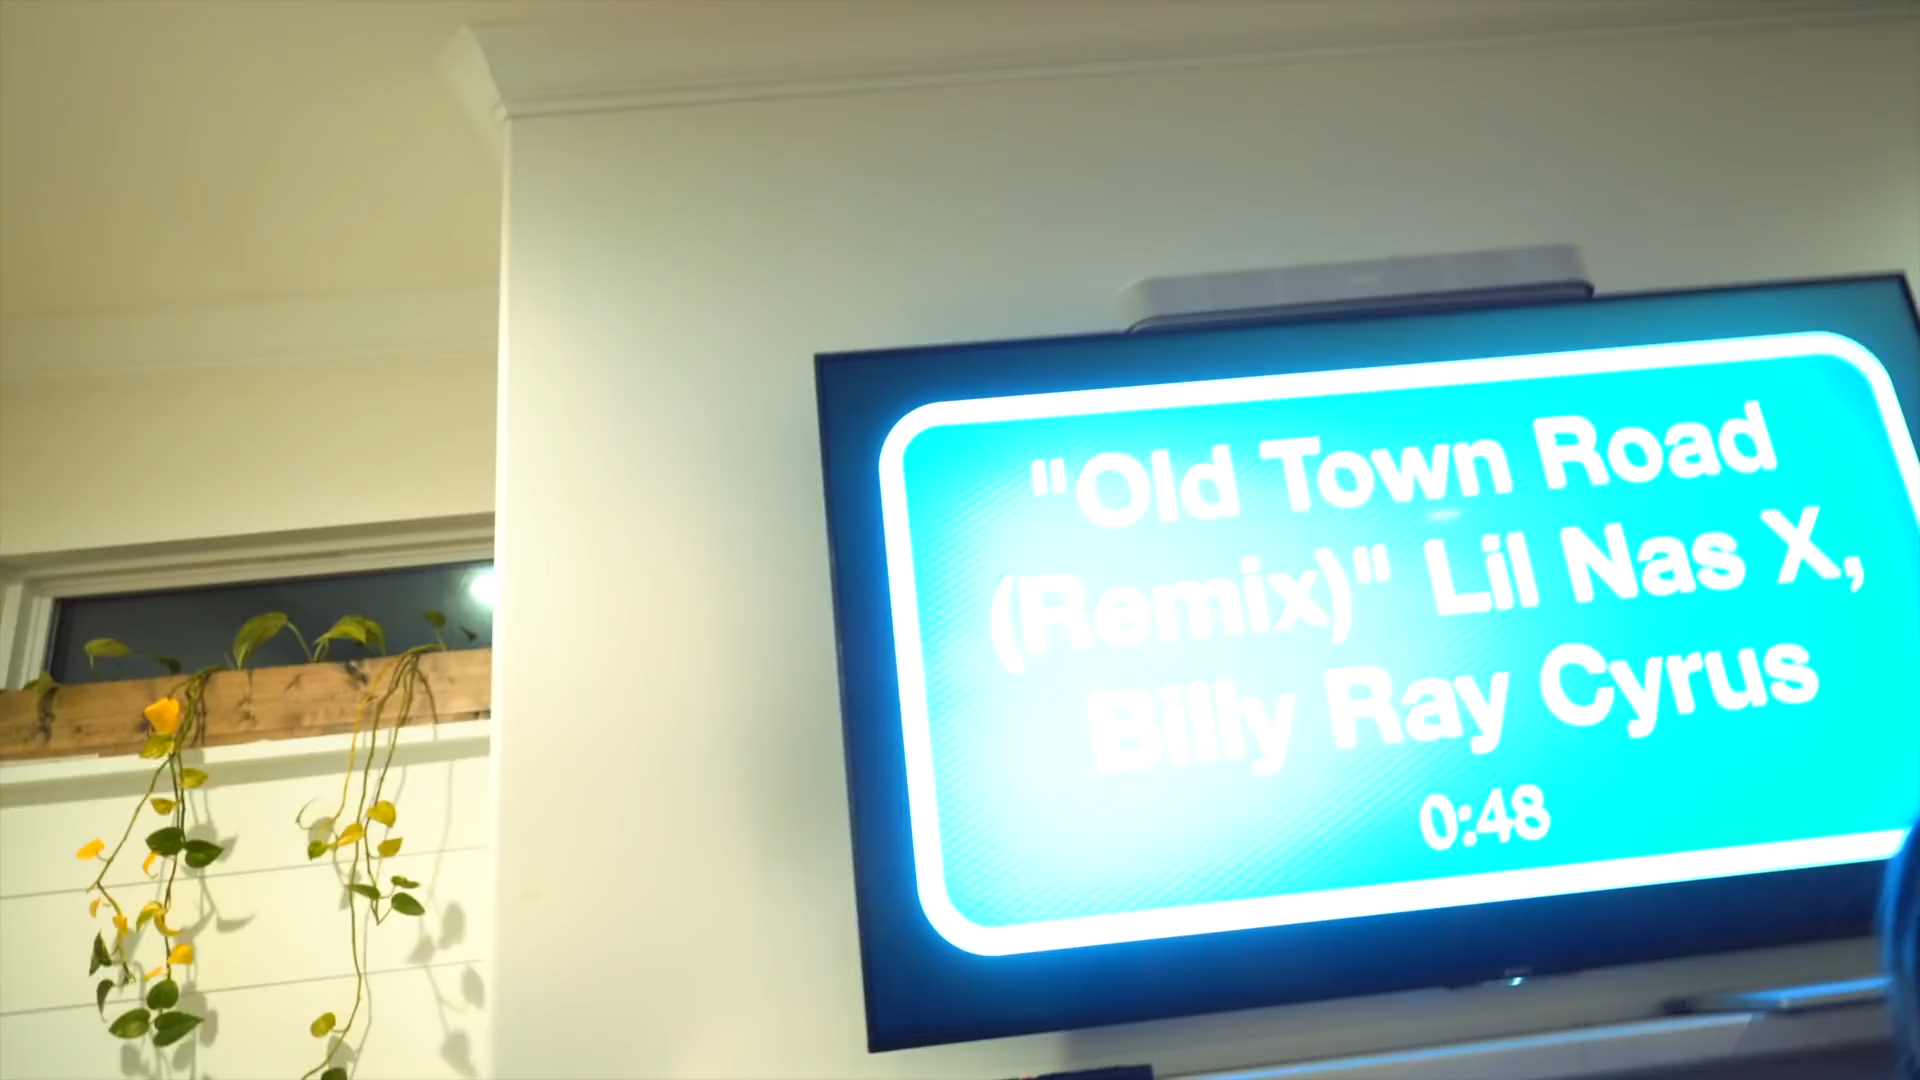 "Old Town Road
(Remix)" Lil Nas X,
Billy Ray Cyrus
0:48